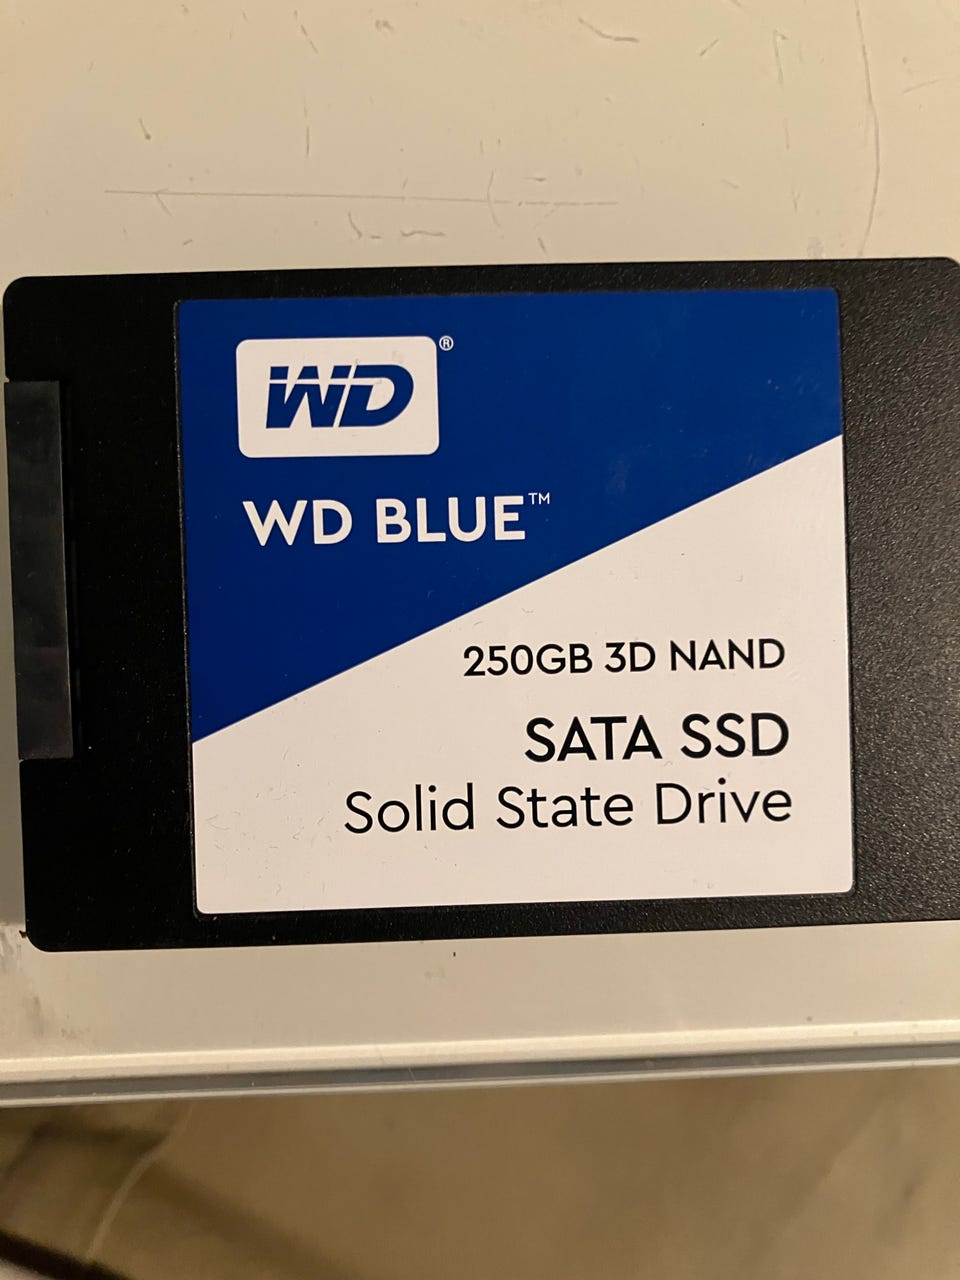 WD®
WD BLUE™
250GB 3D NAND
SATA SSD
Solid State Drive